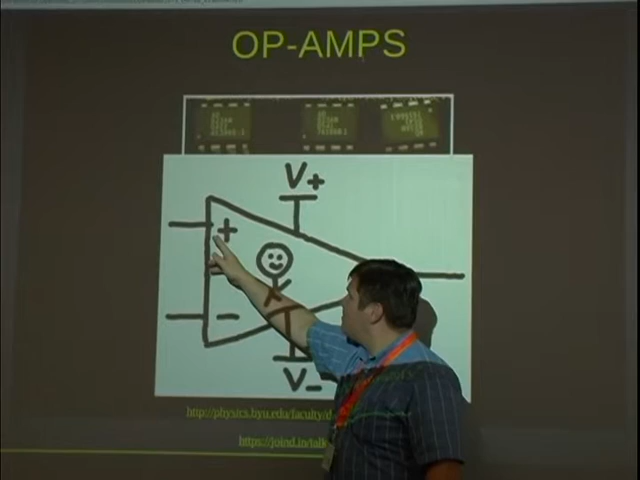 OP-AMPS
V+
+
-
V-
http://physics.byu.edu/faculty/d
https://joind.in/talk